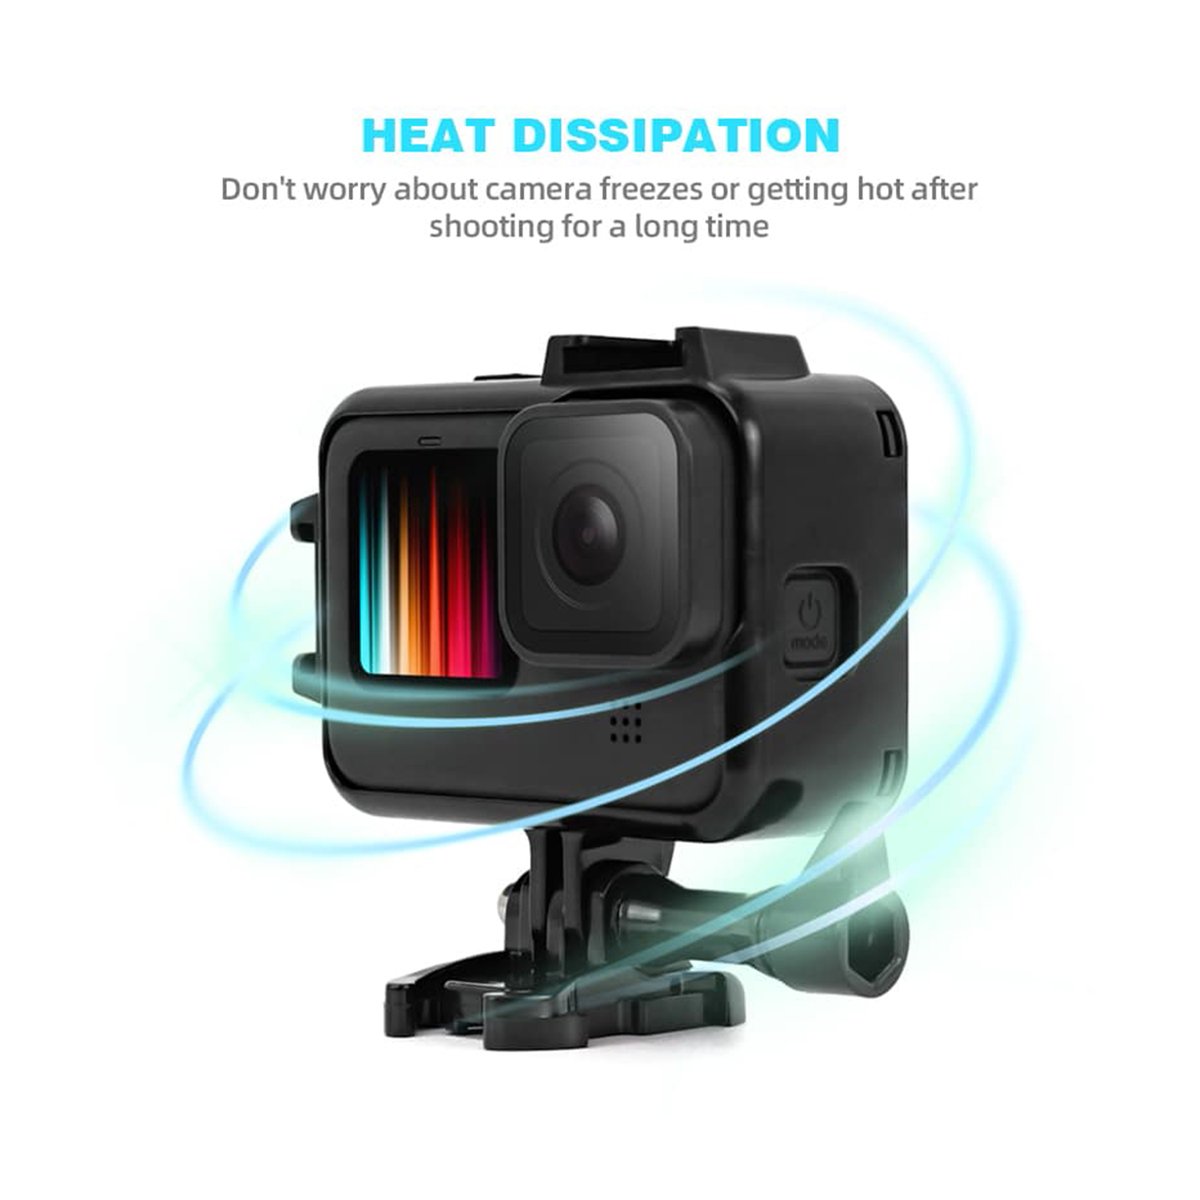 HEAT DISSIPATION
Don't worry about camera freezes or getting hot after
shooting for a long time
mode